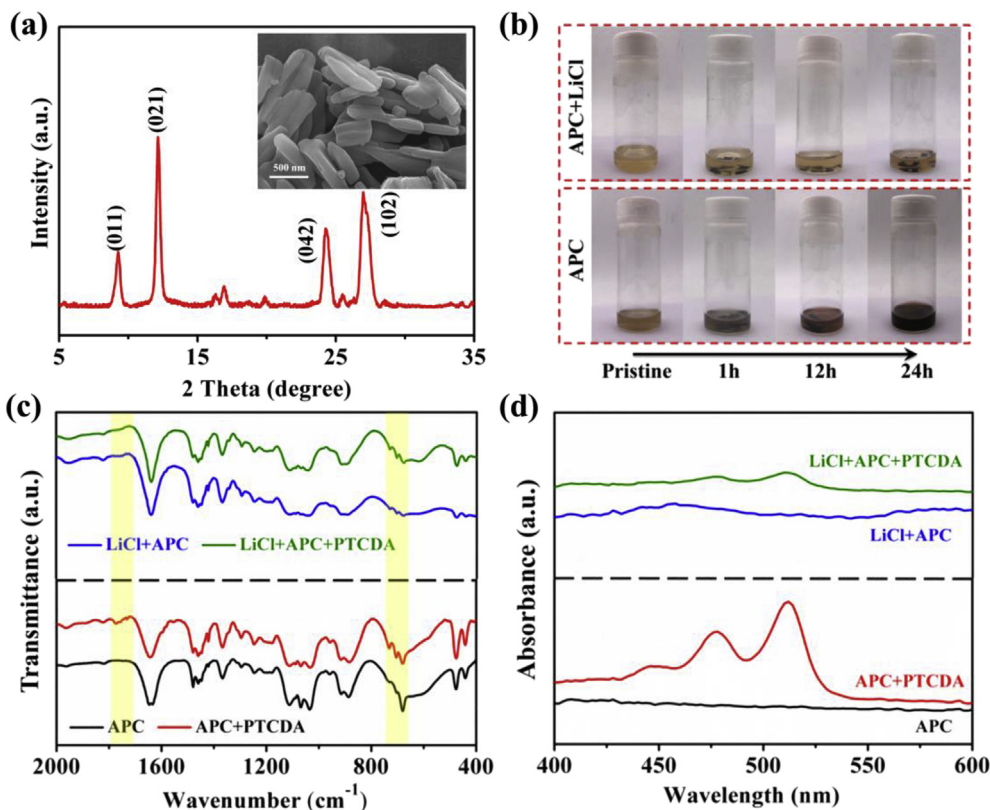 (a)
Intensity (a.u.)
(011)
(021)
(042)
(102)
500 nm
5
15
25
35
2 Theta (degree)
(b)
APC+LiCl
APC
Pristine
1h
12h
24h
(c)
Transmittance (a.u.)
LiCl+APC
LiCl+APC+PTCDA
APC
APC+PTCDA
2000
1600
1200
800
400
Wavenumber (cm⁻¹)
(d)
Absorbance (a.u.)
LiCl+APC+PTCDA
LiCl+APC
APC+PTCDA
APC
400
450
500
550
600
Wavelength (nm)